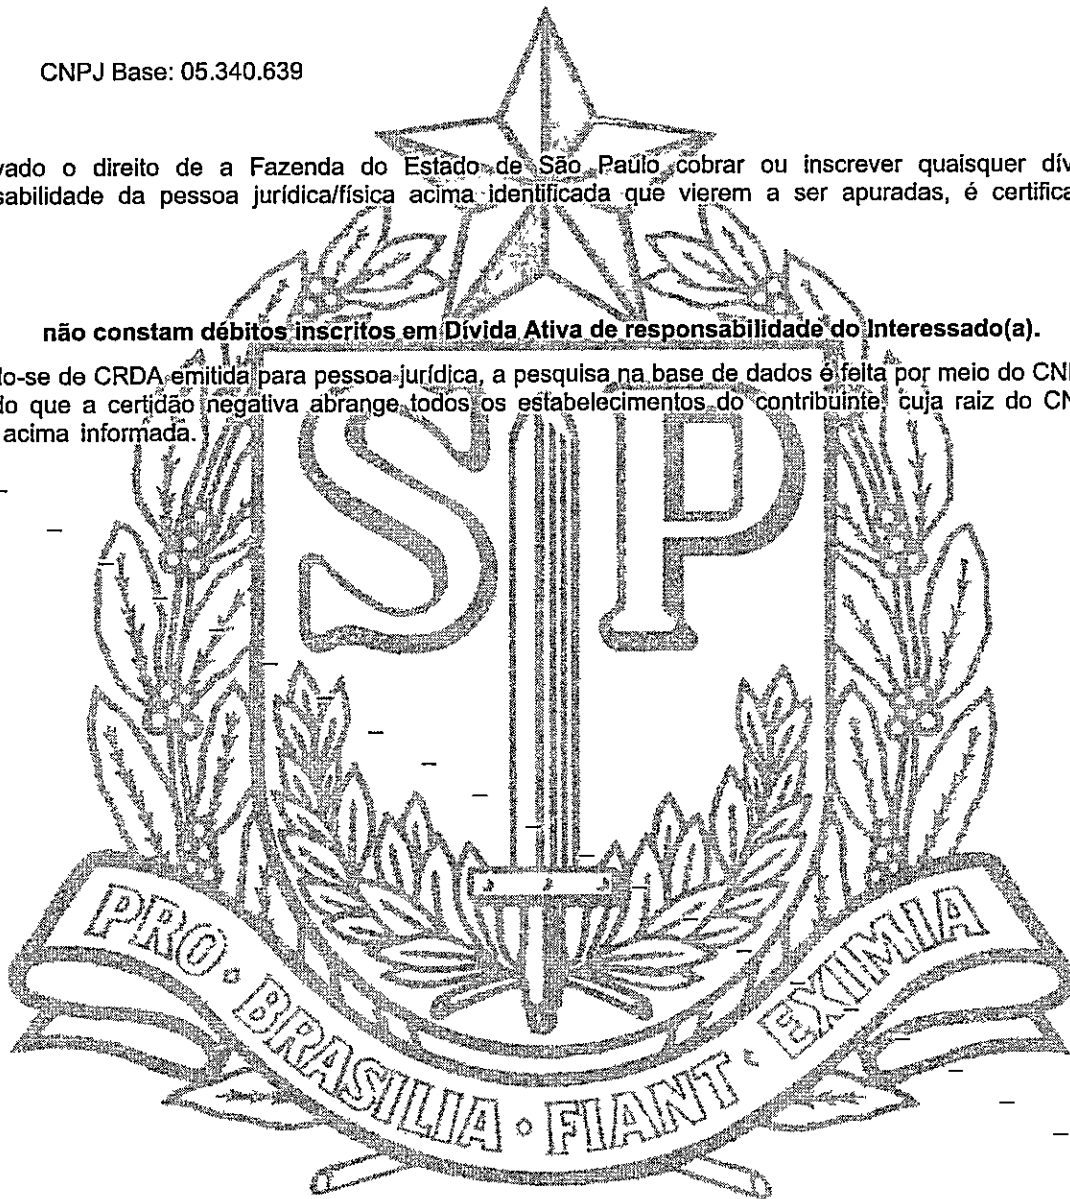 CNPJ Base: 05.340.639
vado o direito de a Fazenda do Estado de São Paulo cobrar ou inscrever quaisquer dív
sabilidade da pessoa jurídica/física acima identificada que vierem a ser apuradas, é certifica
não constam débitos inscritos em Dívida Ativa de responsabilidade do Interessado(a).
do-se de CRDA emitida para pessoa jurídica, a pesquisa na base de dados é feita por meio do CN
do que a certidão negativa abrange todos os estabelecimentos do contribuinte, cuja raiz do CN
acima informada.
SP
PRO · BRASILIA · FIANT · EXIMIA